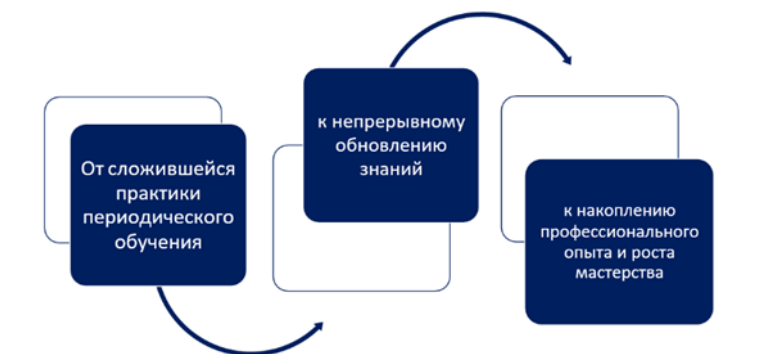 От сложившейся
практики
периодического
обучения
к непрерывному
обновлению
знаний
к накоплению
профессионального
опыта и роста
мастерства